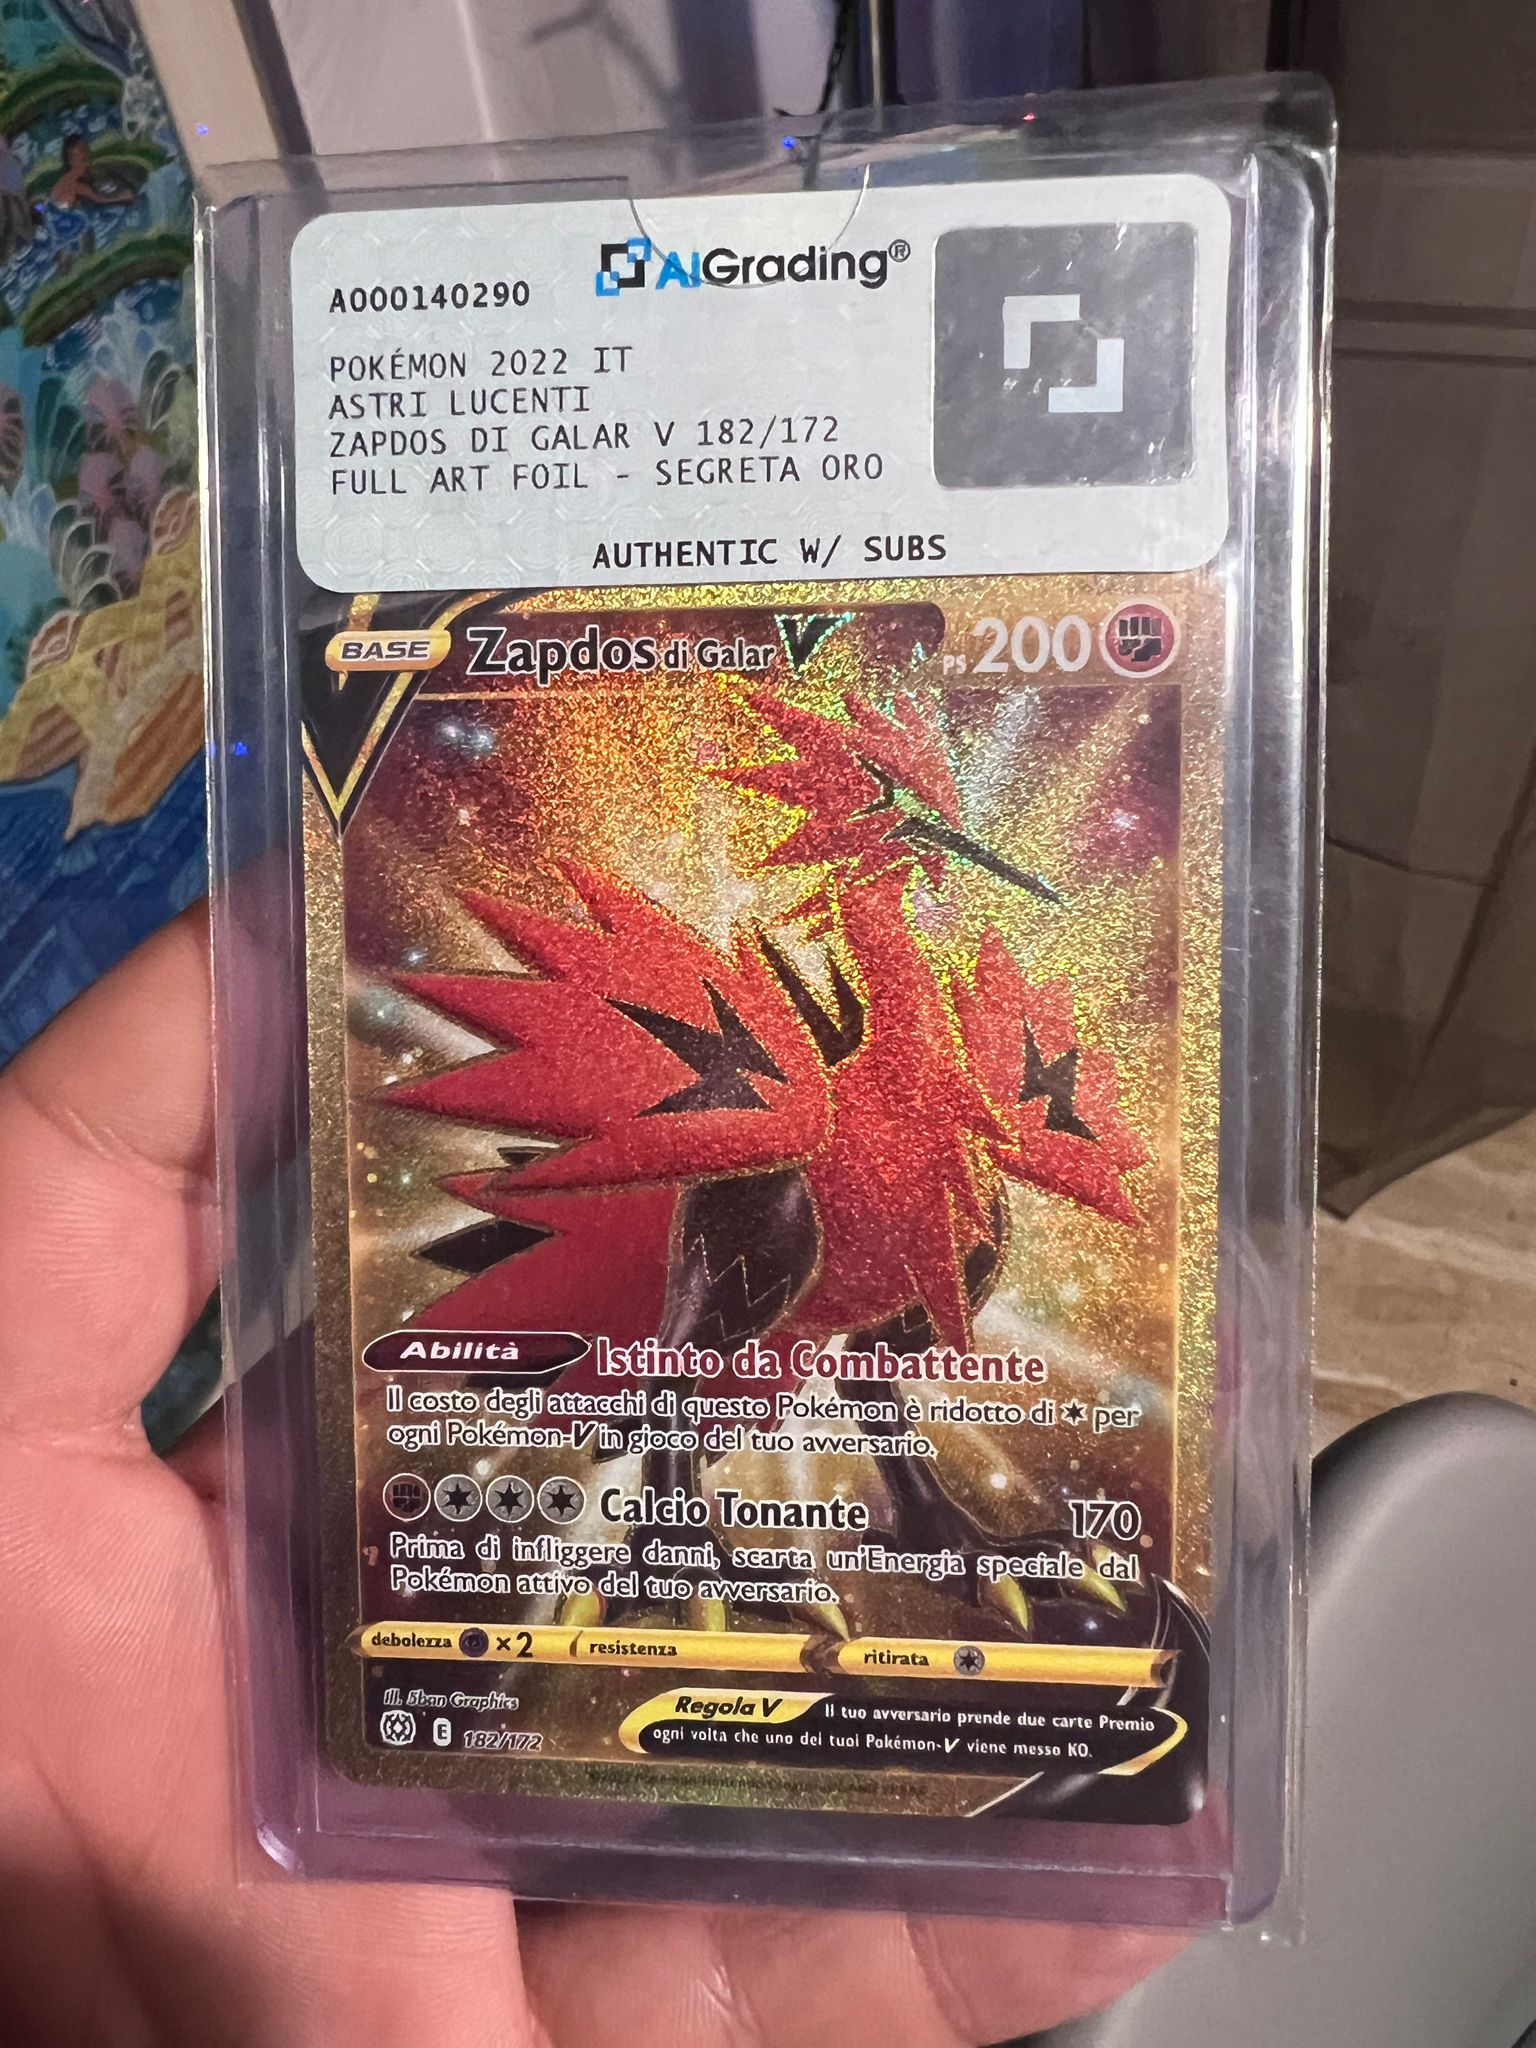 AIGrading®
A000140290
POKÉMON 2022 IT
ASTRI LUCENTI
ZAPDOS DI GALAR V 182/172
FULL ART FOIL - SEGRETA ORO
AUTHENTIC W/ SUBS
BASE Zapdos di Galar V PS 200
Abilità Istinto da Combattente
Il costo degli attacchi di questo Pokémon è ridotto di per
ogni Pokémon-V in gioco del tuo avversario.
Calcio Tonante 170
Prima di infliggere danni, scarta un'Energia speciale dal
Pokémon attivo del tuo avversario.
debolezza ×2 resistenza ritirata
Ill. 5ban Graphics
E 182/172
Regola V Il tuo avversario prende due carte Premio
ogni volta che uno dei tuoi Pokémon-V viene messo KO.